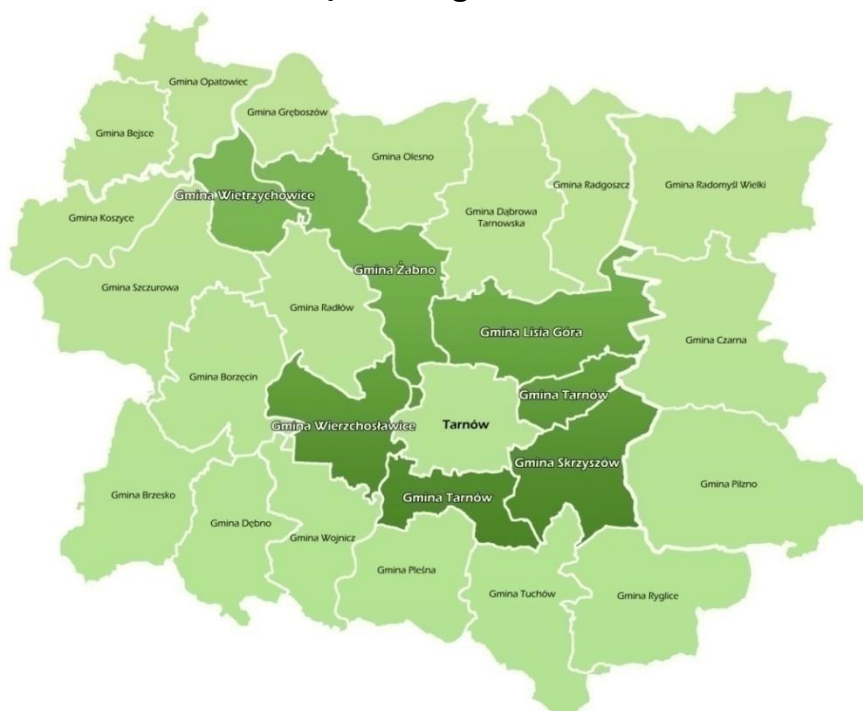 Gmina Opatowiec
Gmina Gręboszów
Gmina Bejsce
Gmina Olesno
Gmina Radgoszcz
Gmina Radomyśl Wielki
Gmina Wietrzychowice
Gmina Koszyce
Gmina Dąbrowa
Tarnowska
Gmina Żabno
Gmina Szczurowa
Gmina Radłów
Gmina Lisia Góra
Gmina Czarna
Gmina Borzęcin
Gmina Tarnów
Gmina Wierzchosławice
Tarnów
Gmina Skrzyszów
Gmina Pilzno
Gmina Brzesko
Gmina Tarnów
Gmina Dębno
Gmina Wojnicz
Gmina Pleśna
Gmina Tuchów
Gmina Ryglice